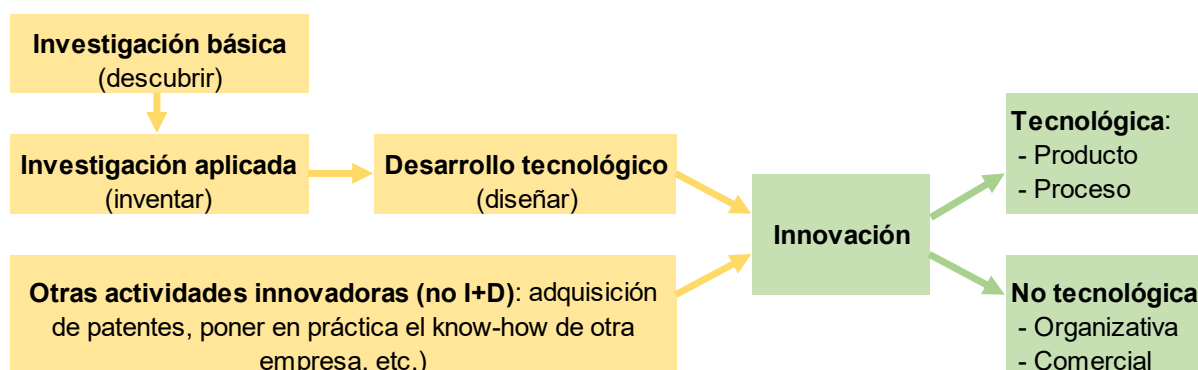 Investigación básica
(descubrir)
Investigación aplicada
(inventar)
Desarrollo tecnológico
(diseñar)
Otras actividades innovadoras (no I+D): adquisición
de patentes, poner en práctica el know-how de otra
empresa, etc.)
Innovación
Tecnológica:
- Producto
- Proceso
No tecnológica
- Organizativa
- Comercial